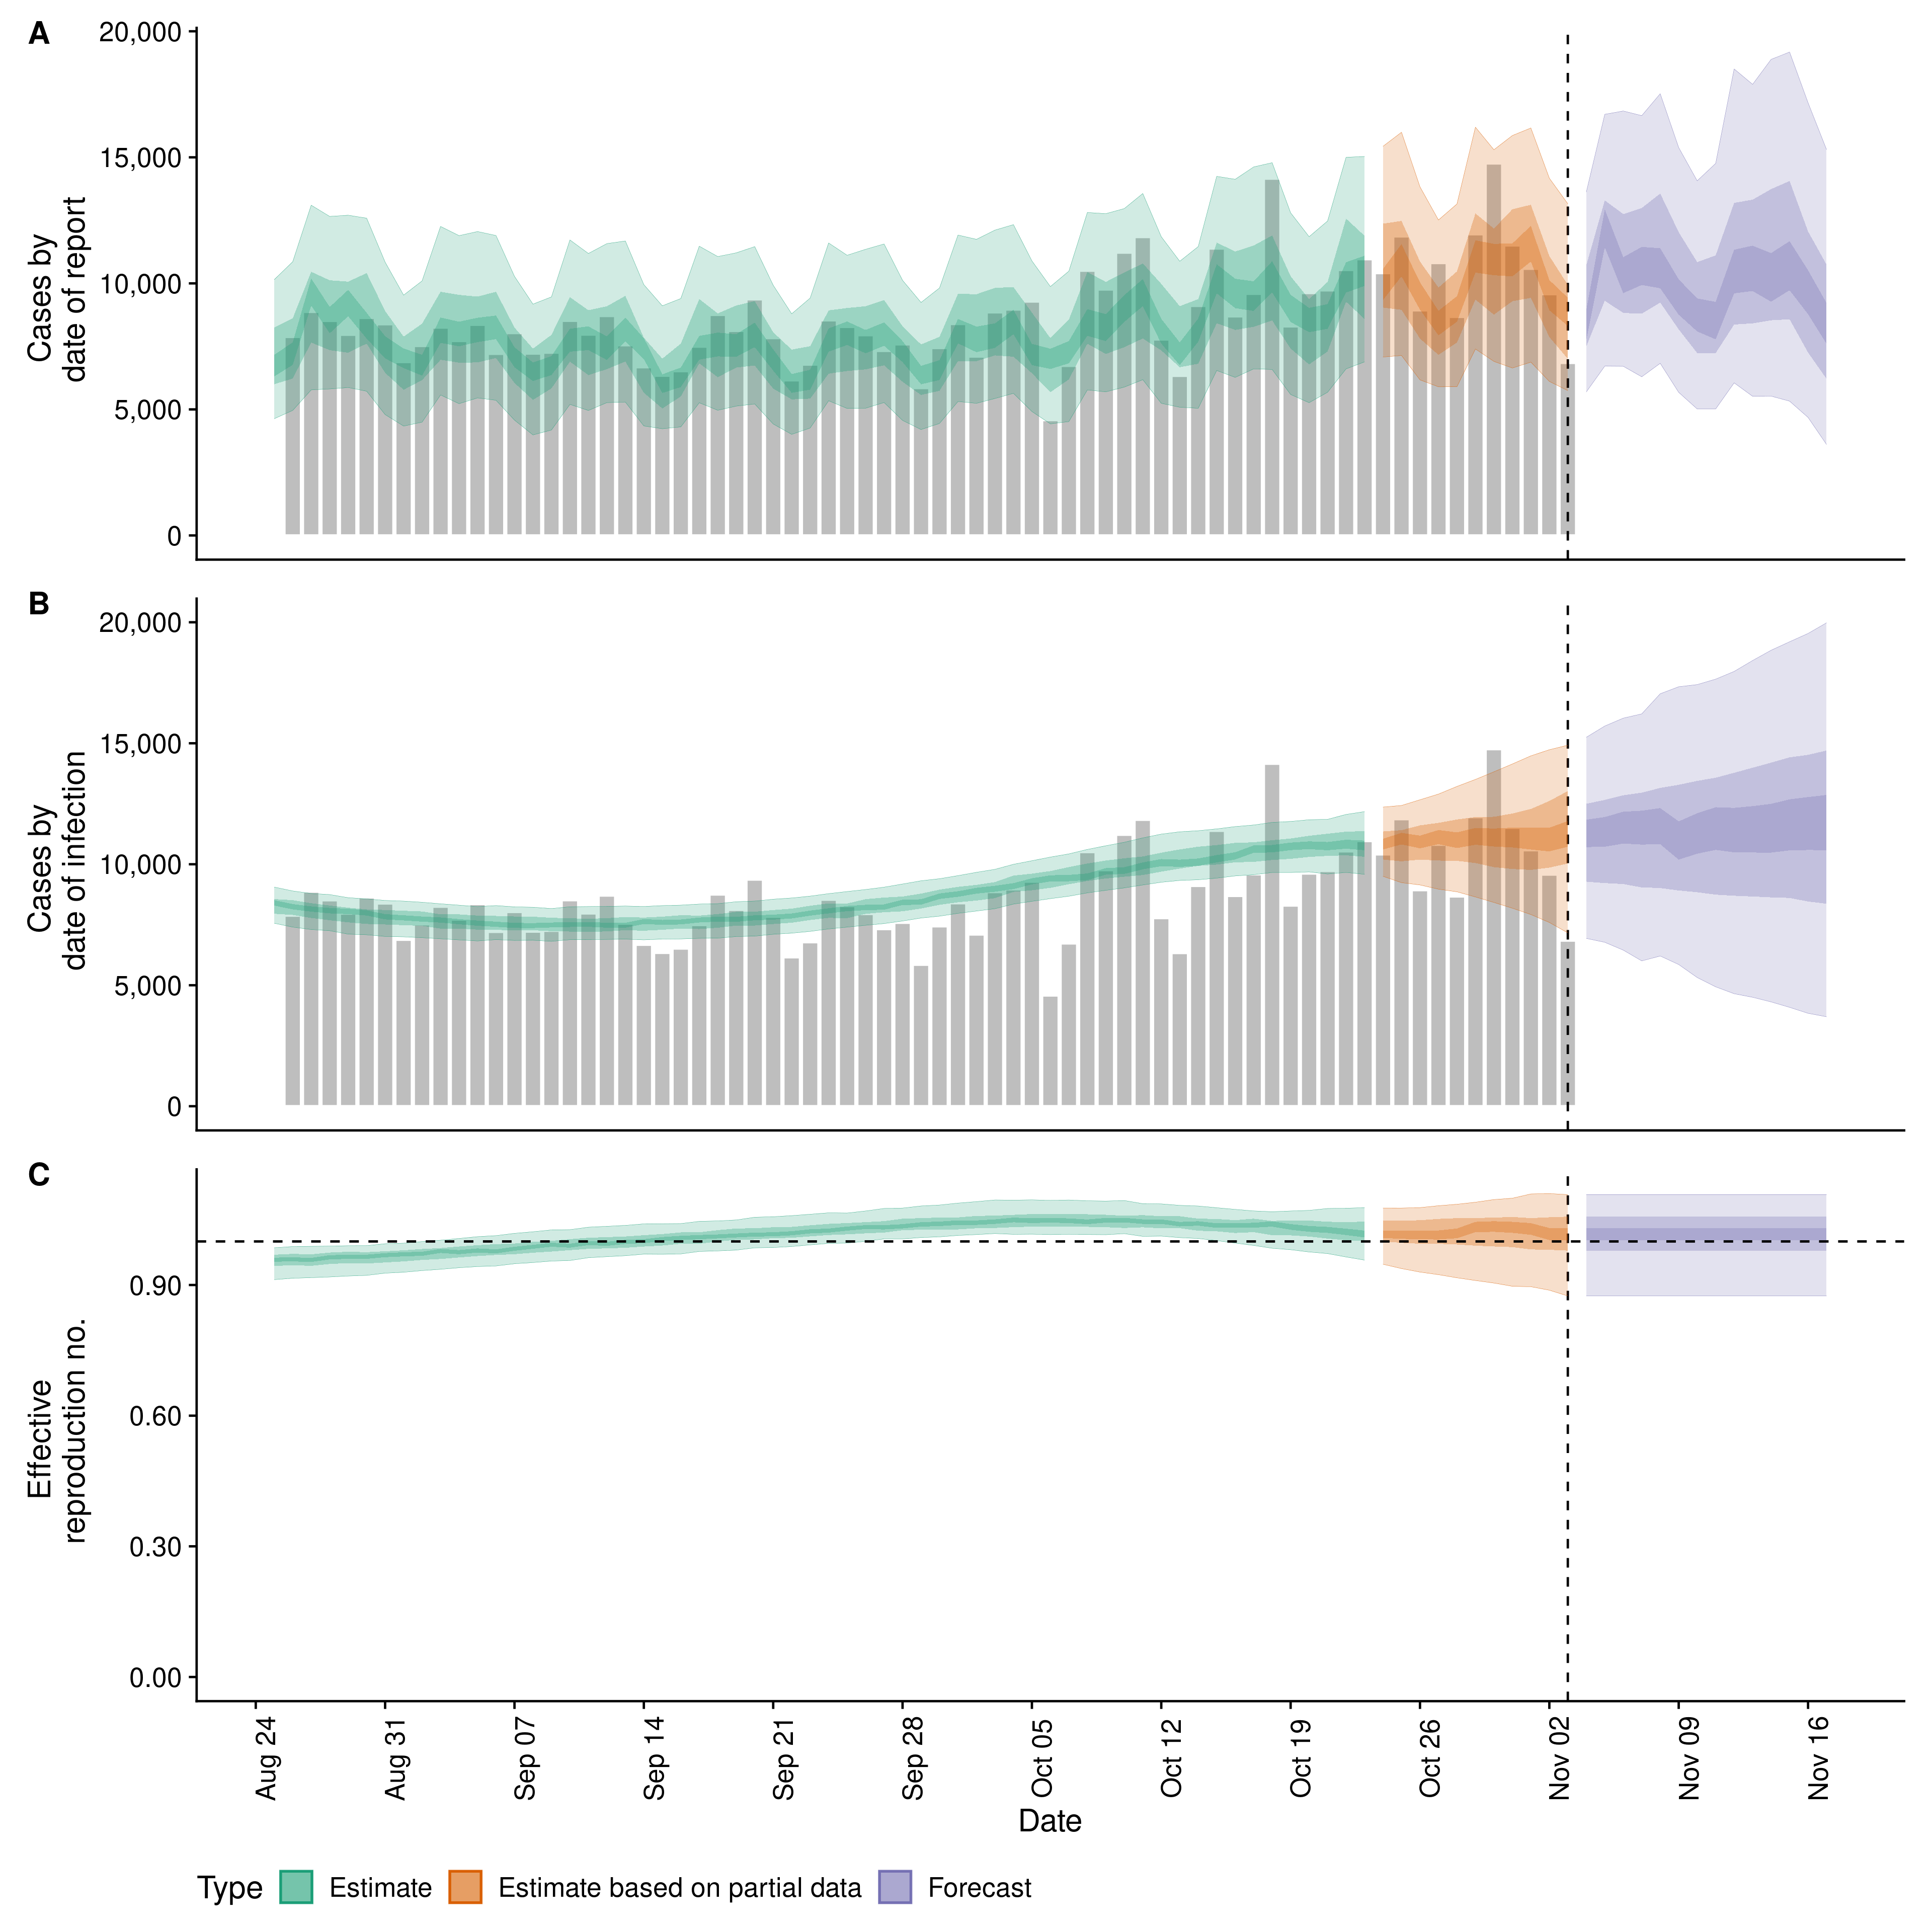 A
20,000
15,000
10,000
5,000
0
Cases by
date of report
B
20,000
15,000
10,000
5,000
0
Cases by
date of infection
C
0.90
0.60
0.30
0.00
Effective
reproduction no.
Aug 24
Aug 31
Sep 07
Sep 14
Sep 21
Sep 28
Oct 05
Oct 12
Oct 19
Oct 26
Nov 02
Nov 09
Nov 16
Date
Type Estimate Estimate based on partial data Forecast